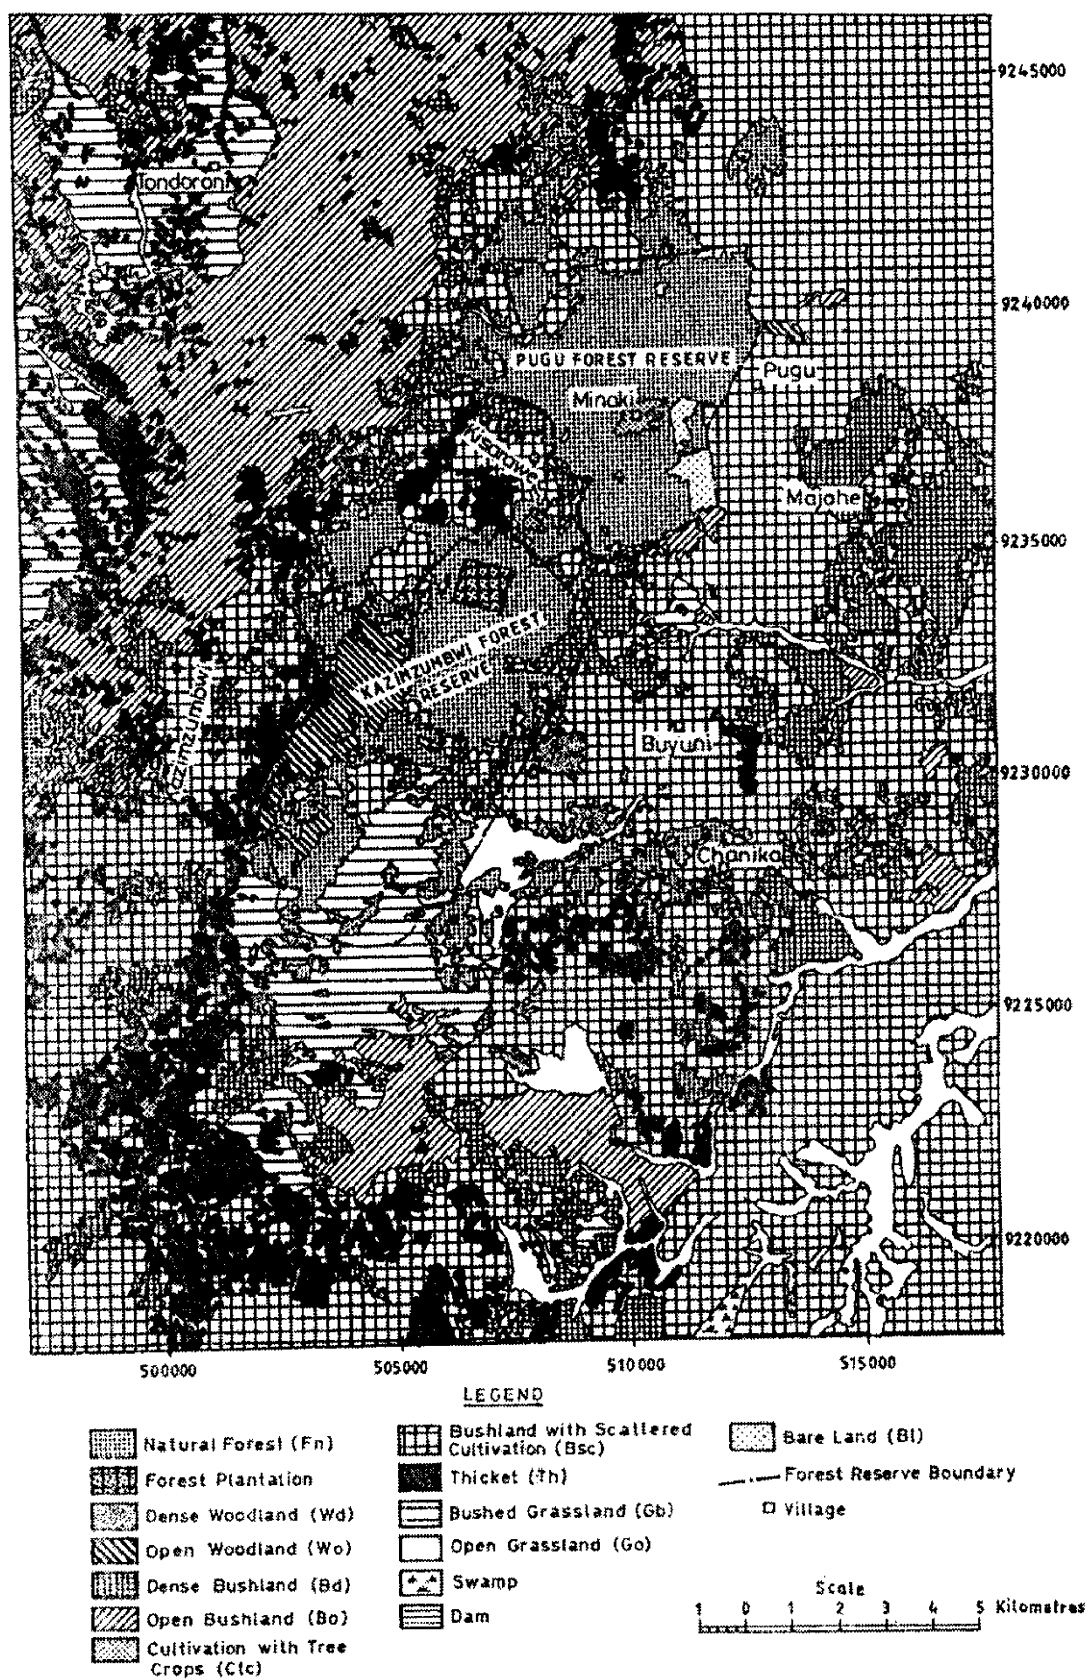 9245000
Tondoroni
9240000
PUGU FOREST RESERVE
Pugu
Minaki
Visarawe
Majohe
9235000
KAZIMZUMBWI FOREST
RESERVE
Kazimzumbwi
Buyuni
9230000
Chanika
9215000
9220000
500000
505000
510000
515000
LEGEND
Natural Forest (Fn)
Forest Plantation
Dense Woodland (Wd)
Open Woodland (Wo)
Dense Bushland (Bd)
Open Bushland (Bo)
Cultivation with Tree
Crops (Ctc)
Bushland with Scattered
Cultivation (Bsc)
Thicket (Th)
Bushed Grassland (Gb)
Open Grassland (Go)
Swamp
Dam
Bare Land (Bl)
Forest Reserve Boundary
Village
Scale
1 0 1 2 3 4 5 Kilometres